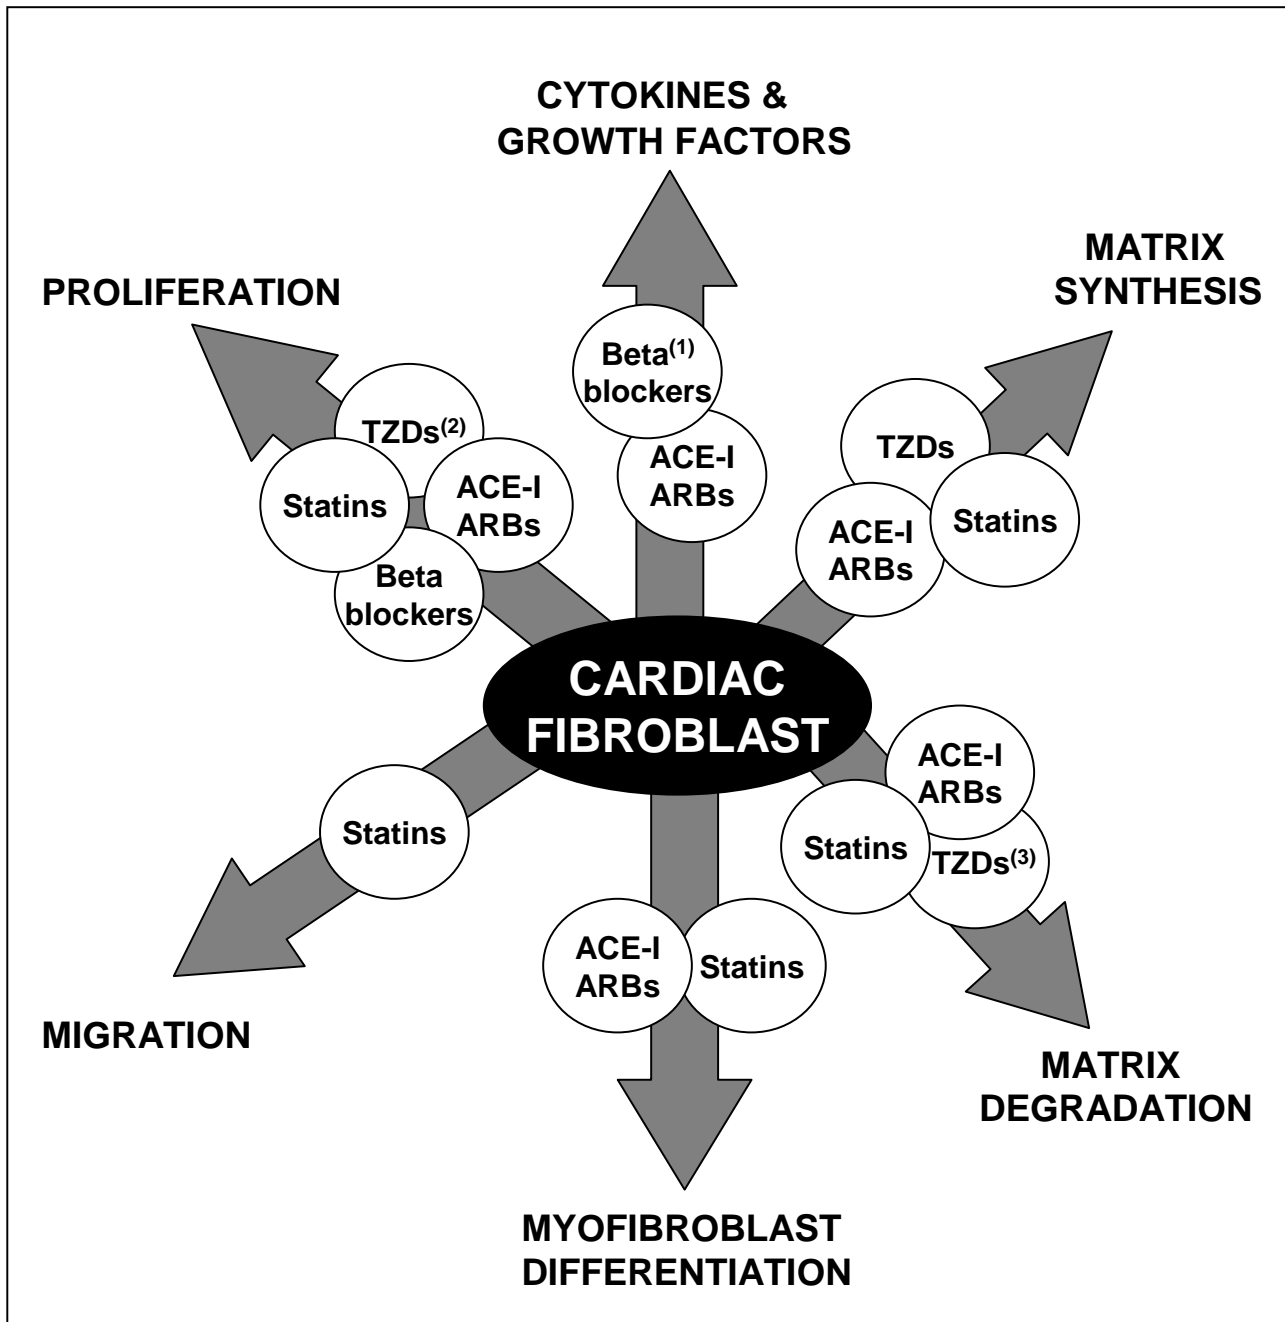 CYTOKINES &
GROWTH FACTORS
MATRIX
SYNTHESIS
PROLIFERATION
Beta(1)
blockers
ACE-I
ARBs
TZDs(2)
Statins
ACE-I
ARBs
Beta
blockers
TZDs
Statins
ACE-I
ARBs
CARDIAC
FIBROBLAST
Statins
ACE-I
ARBs
Statins
TZDs(3)
ACE-I
ARBs
Statins
MIGRATION
MATRIX
DEGRADATION
MYOFIBROBLAST
DIFFERENTIATION